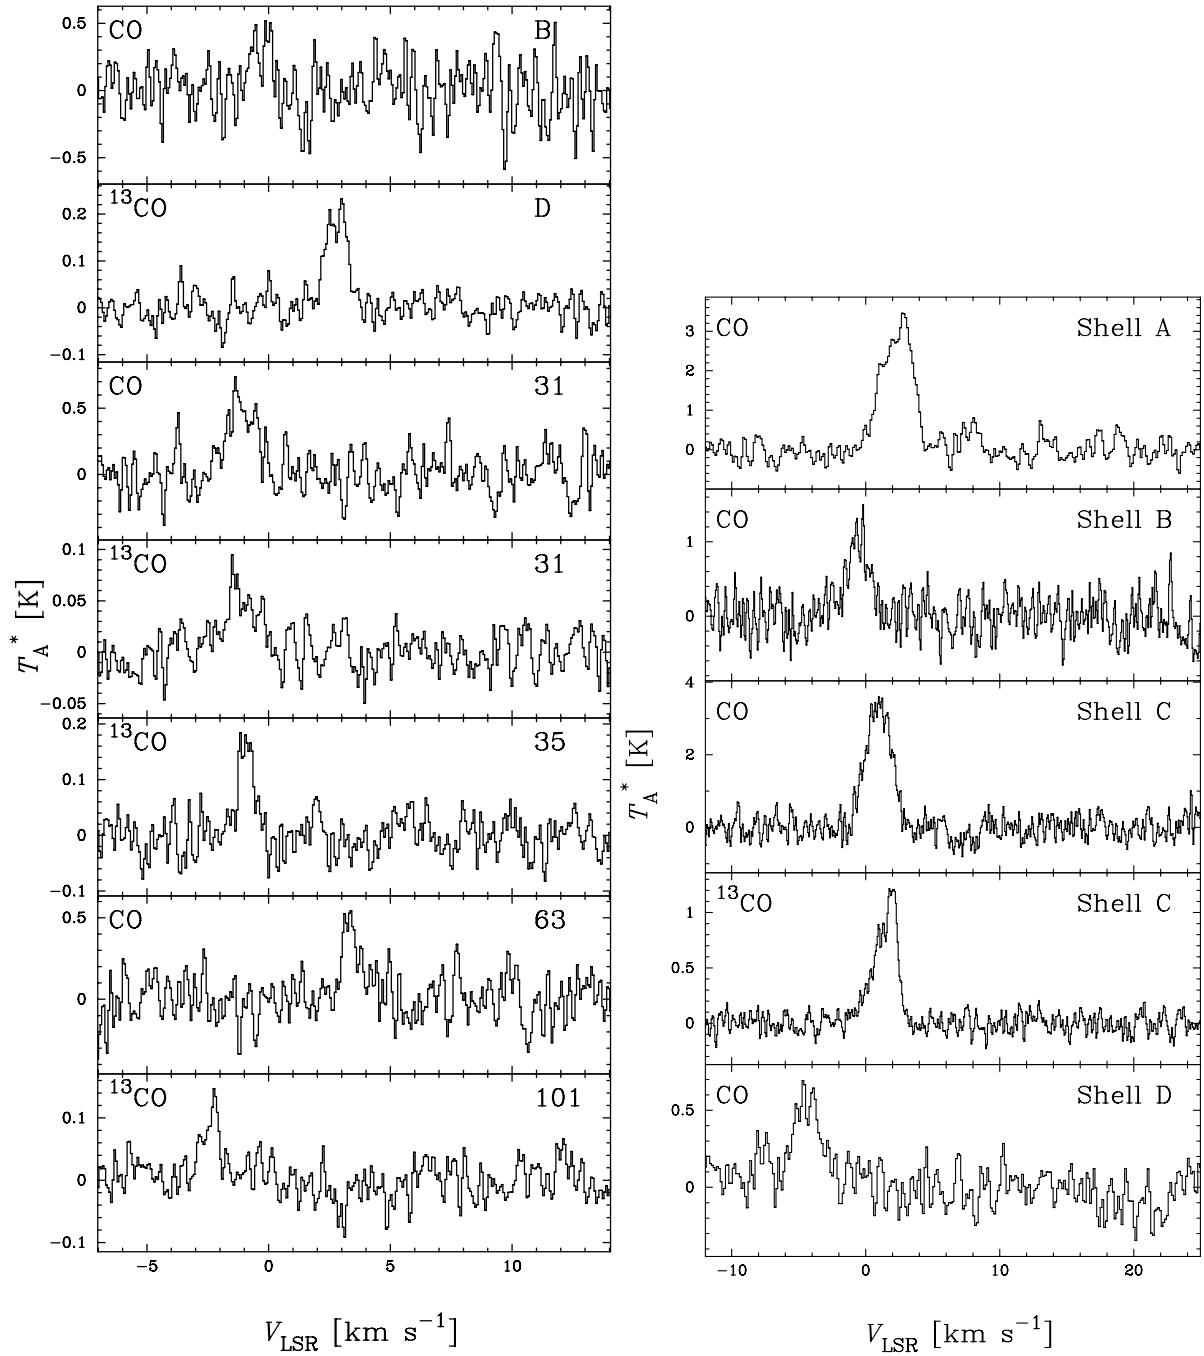 CO B
0.5
0
−0.5
13CO D
0.2
0.1
0
−0.1
CO 31
0.5
0
13CO 31
0.1
0.05
0
−0.05
13CO 35
0.2
0.1
0
−0.1
CO 63
0.5
0
13CO 101
0.1
0
−0.1
−5 0 5 10
TA* [K]
VLSR [km s−1]
CO Shell A
3
2
1
0
CO Shell B
1
0
CO Shell C
4
2
0
13CO Shell C
1
0.5
0
CO Shell D
0.5
0
−10 0 10 20
TA* [K]
VLSR [km s−1]